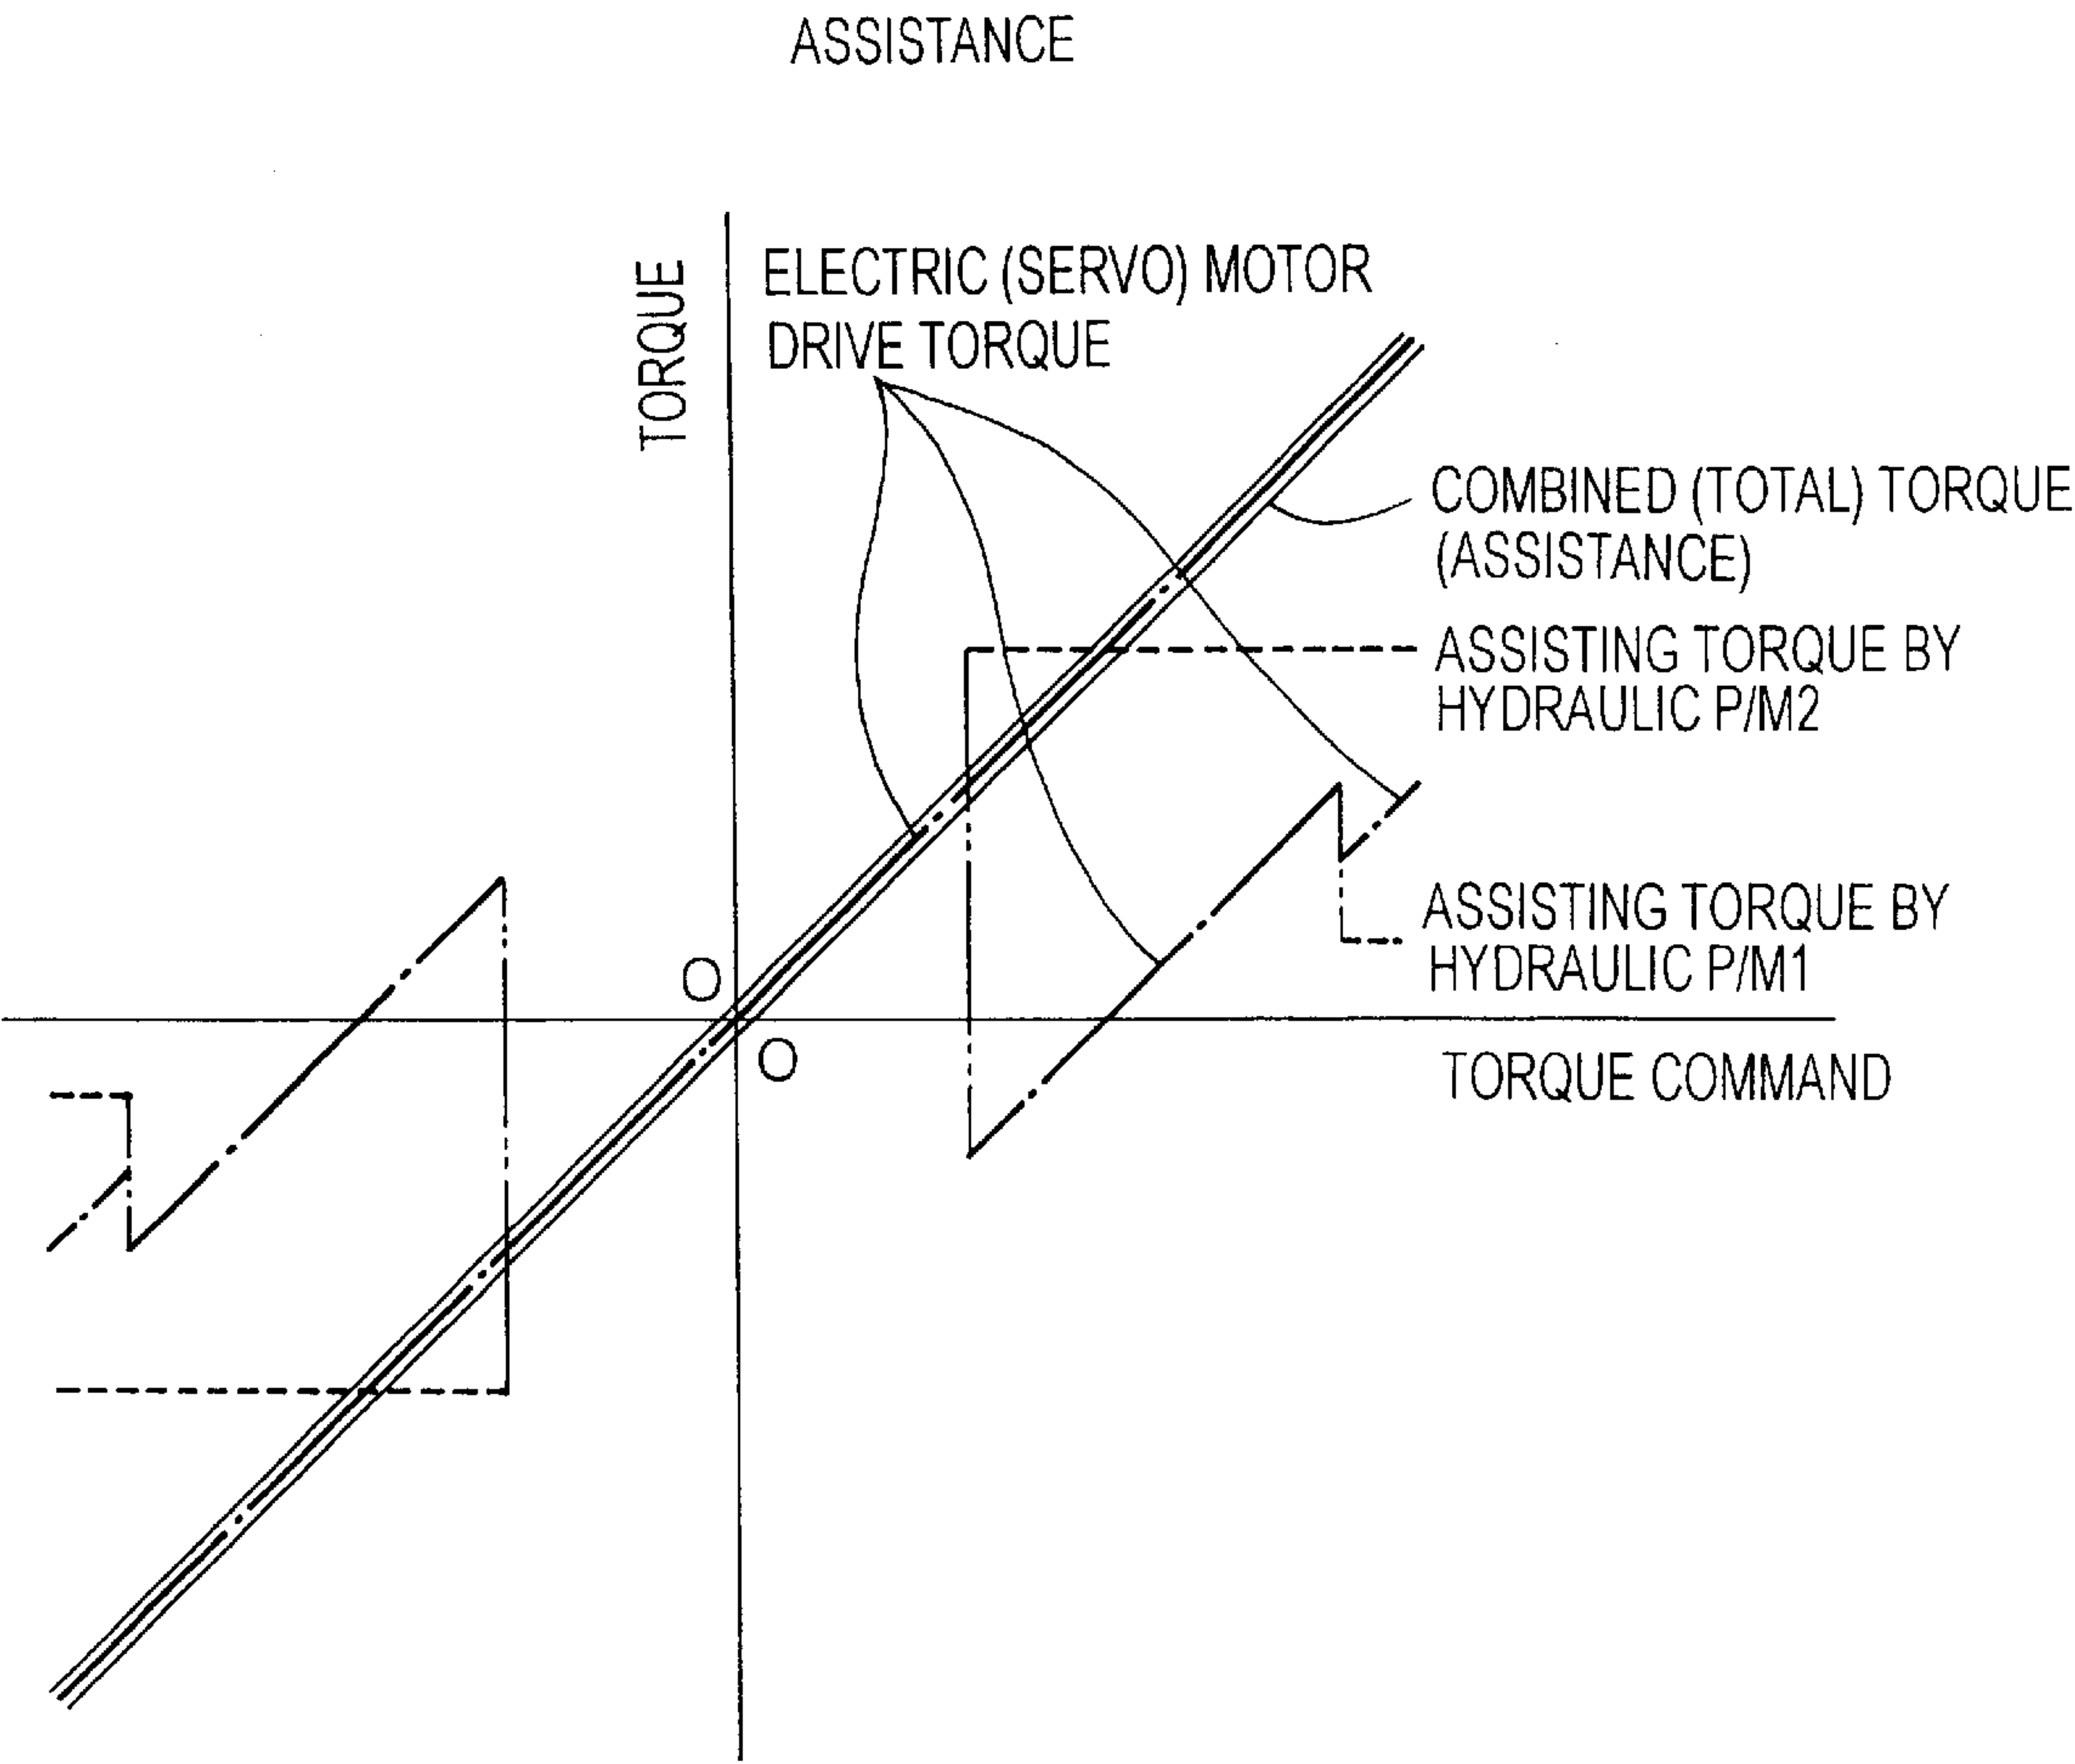 ASSISTANCE
TORQUE
ELECTRIC (SERVO) MOTOR
DRIVE TORQUE
COMBINED (TOTAL) TORQUE
(ASSISTANCE)
ASSISTING TORQUE BY
HYDRAULIC P/M2
ASSISTING TORQUE BY
HYDRAULIC P/M1
O
O
TORQUE COMMAND